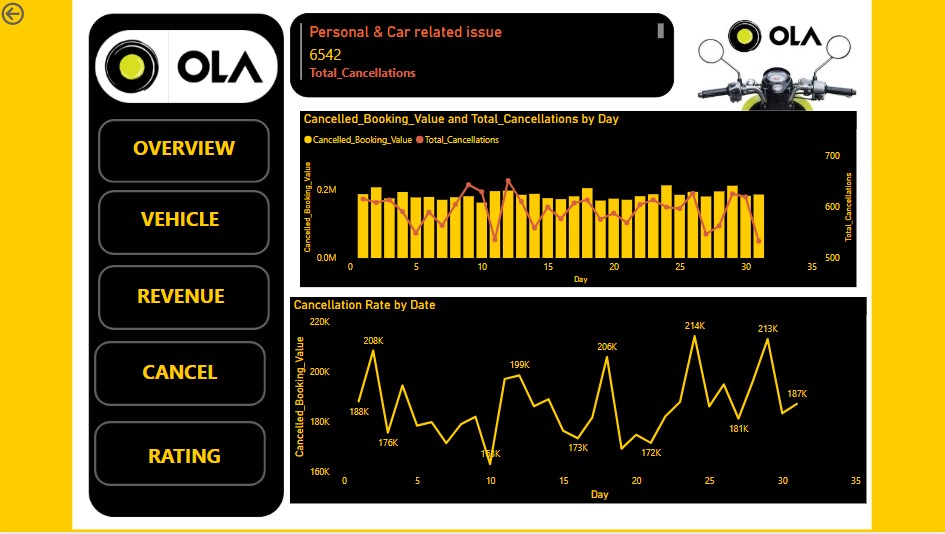 OLA
OVERVIEW
VEHICLE
REVENUE
CANCEL
RATING
Personal & Car related issue
6542
Total_Cancellations
OLA
Cancelled_Booking_Value and Total_Cancellations by Day
Cancelled_Booking_Value Total_Cancellations
Cancelled_Booking_Value
0.2M
0.0M
700
600
500
Total_Cancellations
0 5 10 15 20 25 30 35
Day
Cancellation Rate by Date
Cancelled_Booking_Value
220K
200K
180K
160K
188K
208K
176K
199K
173K
206K
172K
214K
181K
213K
187K
0 5 10 15 20 25 30 35
Day